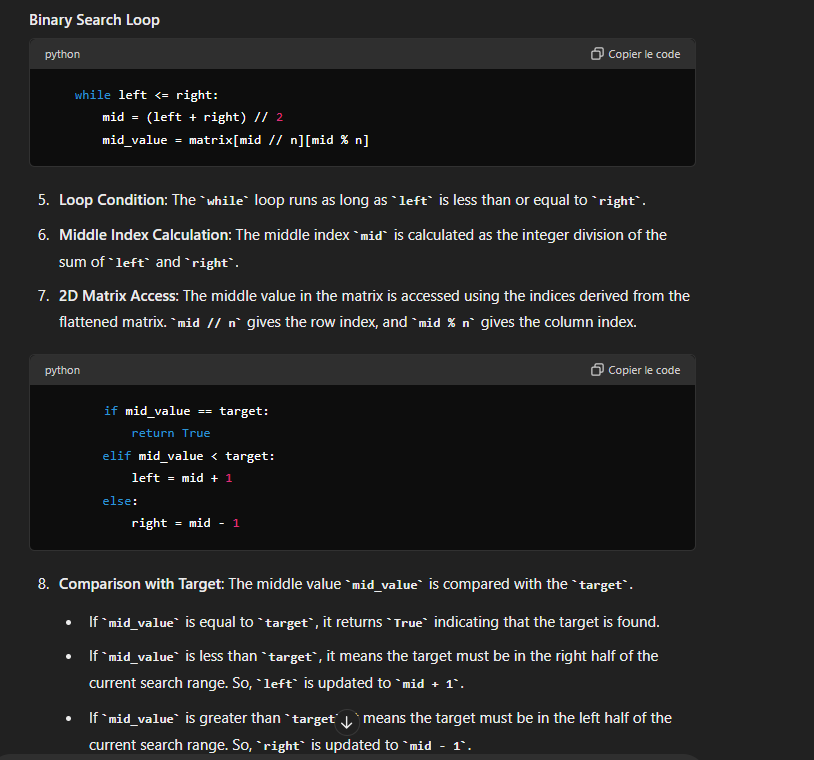 Binary Search Loop
python Copier le code
while left <= right:
mid = (left + right) // 2
mid_value = matrix[mid // n][mid % n]
5. Loop Condition: The `while` loop runs as long as `left` is less than or equal to `right`.
6. Middle Index Calculation: The middle index `mid` is calculated as the integer division of the
sum of `left` and `right`.
7. 2D Matrix Access: The middle value in the matrix is accessed using the indices derived from the
flattened matrix. `mid // n` gives the row index, and `mid % n` gives the column index.
python Copier le code
if mid_value == target:
return True
elif mid_value < target:
left = mid + 1
else:
right = mid - 1
8. Comparison with Target: The middle value `mid_value` is compared with the `target`.
• If `mid_value` is equal to `target`, it returns `True` indicating that the target is found.
• If `mid_value` is less than `target`, it means the target must be in the right half of the
current search range. So, `left` is updated to `mid + 1`.
• If `mid_value` is greater than `target` means the target must be in the left half of the
current search range. So, `right` is updated to `mid - 1`.